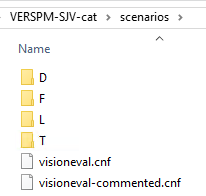 VERSPM-SJV-cat > scenarios >
Name
D
F
L
T
visioneval.cnf
visioneval-commented.cnf